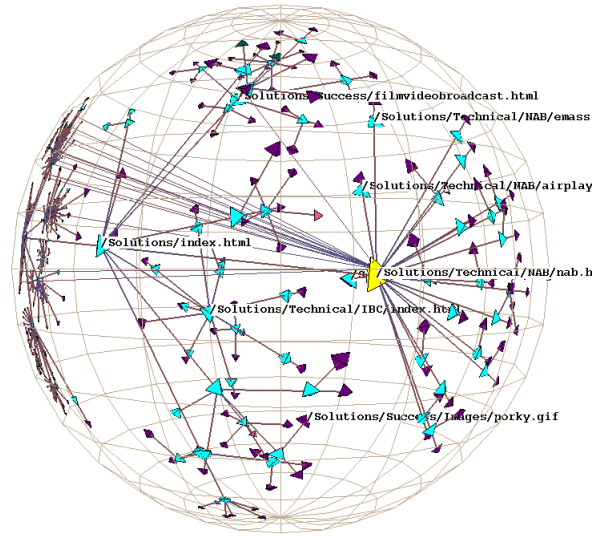 /Solutions/Success/filmvideobroadcast.html
/Solutions/Technical/NAB/emass
/Solutions/Technical/NAB/airplay
/Solutions/index.html
/Solutions/Technical/NAB/nab.h
/Solutions/Technical/IBC/index.ht
/Solutions/Success/Images/porky.gif